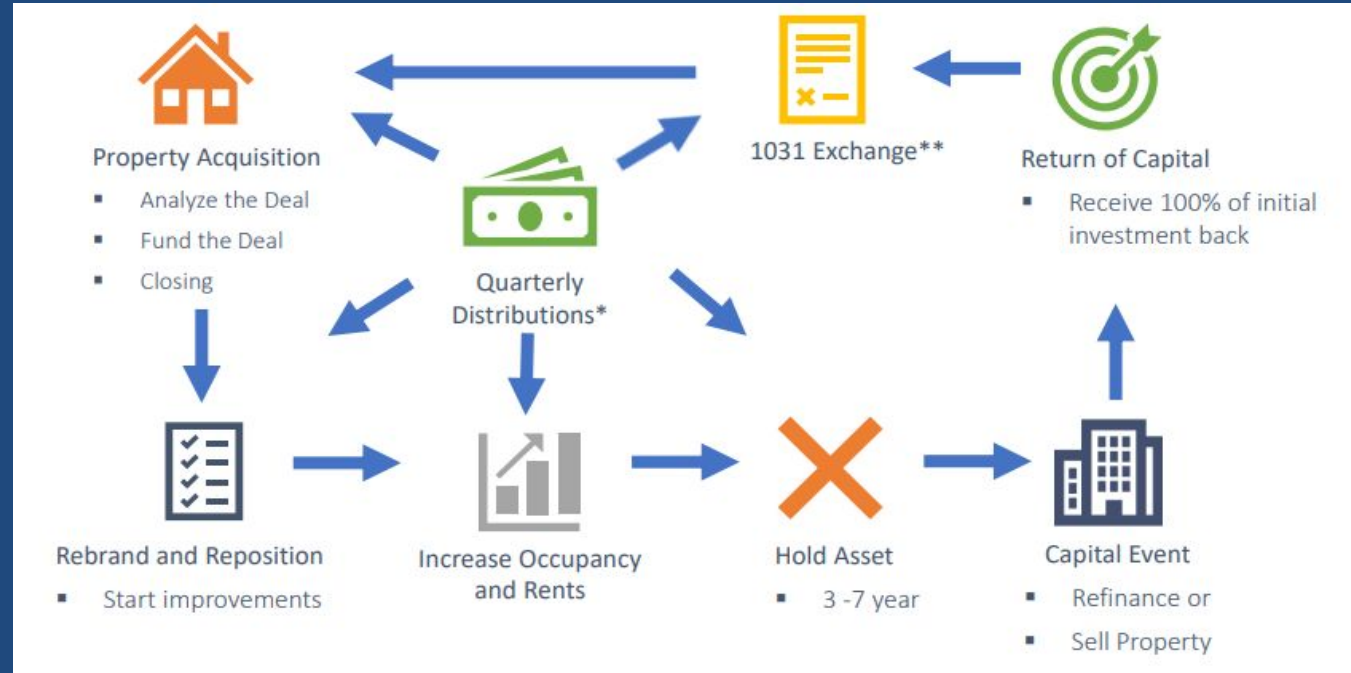 Property Acquisition
▪ Analyze the Deal
▪ Fund the Deal
▪ Closing
Quarterly
Distributions*
1031 Exchange**
Return of Capital
▪ Receive 100% of initial
investment back
Rebrand and Reposition
▪ Start improvements
Increase Occupancy
and Rents
Hold Asset
▪ 3 -7 year
Capital Event
▪ Refinance or
▪ Sell Property